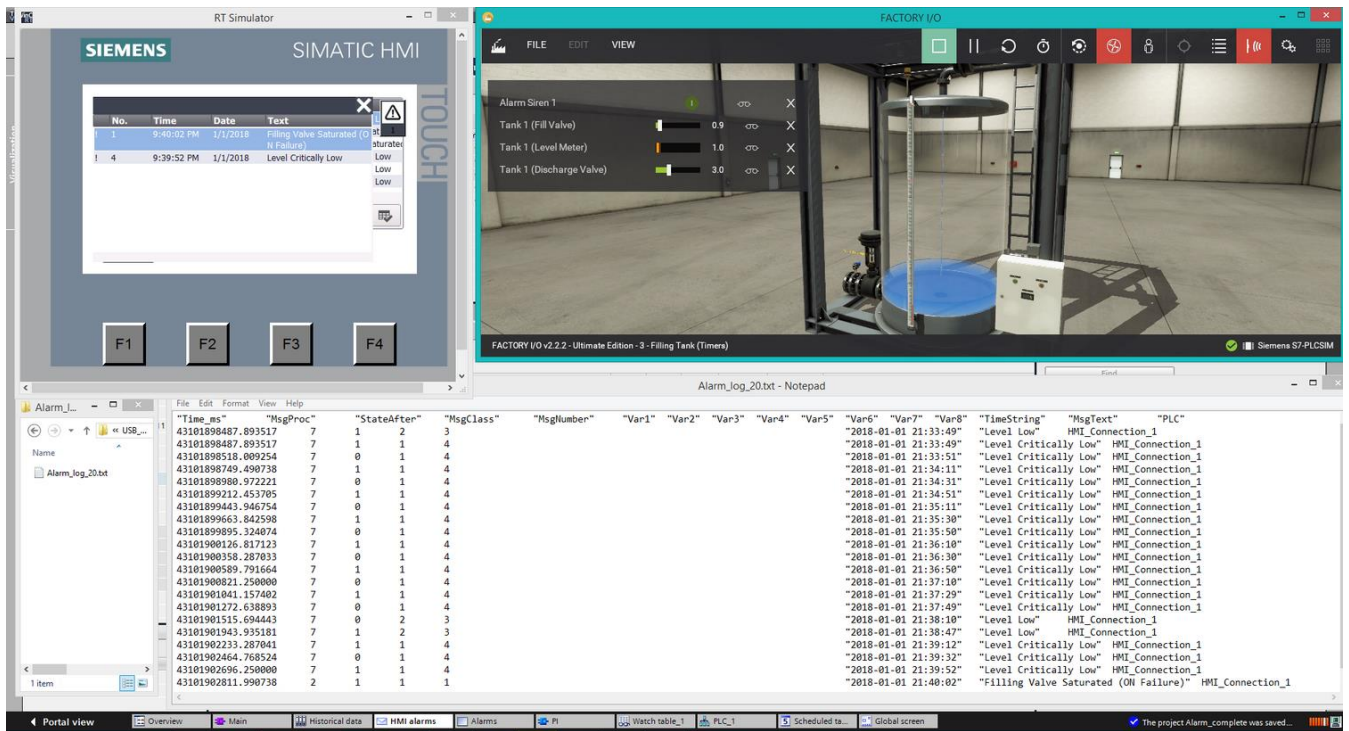 RT Simulator
SIEMENS
SIMATIC HMI
TOUCH
No. Time Date Text
! 1 9:40:02 PM 1/1/2018 Filling Valve Saturated (O
N Failure)
! 4 9:39:52 PM 1/1/2018 Level Critically Low
aturated
Low
Low
Low
F1 F2 F3 F4
Visualization
FACTORY I/O
FILE EDIT VIEW
Alarm Siren 1
Tank 1 (Fill Valve) 0.9 X
Tank 1 (Level Meter) 1.0 X
Tank 1 (Discharge Valve) 3.0 X
FACTORY I/O v2.2.2 - Ultimate Edition - 3 - Filling Tank (Timers)
Siemens S7-PLCSIM
Find
Alarm_l...
« USB_...
Name
Alarm_log_20.txt
1 item
Alarm_log_20.txt - Notepad
File Edit Format View Help
"Time_ms" "MsgProc" "StateAfter" "MsgClass" "MsgNumber" "Var1" "Var2" "Var3" "Var4" "Var5" "Var6" "Var7" "Var8" "TimeString" "MsgText" "PLC"
43101898487.893517 7 1 2 3 "2018-01-01 21:33:49" "Level Low" HMI_Connection_1
43101898487.893517 7 1 1 4 "2018-01-01 21:33:49" "Level Critically Low" HMI_Connection_1
43101898518.009254 7 0 1 4 "2018-01-01 21:33:51" "Level Critically Low" HMI_Connection_1
43101898749.490738 7 1 1 4 "2018-01-01 21:34:11" "Level Critically Low" HMI_Connection_1
43101898980.972221 7 0 1 4 "2018-01-01 21:34:31" "Level Critically Low" HMI_Connection_1
43101899212.453705 7 1 1 4 "2018-01-01 21:34:51" "Level Critically Low" HMI_Connection_1
43101899443.946754 7 0 1 4 "2018-01-01 21:35:11" "Level Critically Low" HMI_Connection_1
43101899663.842598 7 1 1 4 "2018-01-01 21:35:30" "Level Critically Low" HMI_Connection_1
43101899895.324074 7 0 1 4 "2018-01-01 21:35:50" "Level Critically Low" HMI_Connection_1
43101900126.817123 7 1 1 4 "2018-01-01 21:36:10" "Level Critically Low" HMI_Connection_1
43101900358.287033 7 0 1 4 "2018-01-01 21:36:30" "Level Critically Low" HMI_Connection_1
43101900589.791664 7 1 1 4 "2018-01-01 21:36:50" "Level Critically Low" HMI_Connection_1
43101900821.250000 7 0 1 4 "2018-01-01 21:37:10" "Level Critically Low" HMI_Connection_1
43101901041.157402 7 1 1 4 "2018-01-01 21:37:29" "Level Critically Low" HMI_Connection_1
43101901272.638893 7 0 1 4 "2018-01-01 21:37:49" "Level Critically Low" HMI_Connection_1
43101901515.694443 7 0 2 3 "2018-01-01 21:38:10" "Level Low" HMI_Connection_1
43101901943.935181 7 1 2 3 "2018-01-01 21:38:47" "Level Low" HMI_Connection_1
43101902233.287041 7 1 1 4 "2018-01-01 21:39:12" "Level Critically Low" HMI_Connection_1
43101902464.768524 7 0 1 4 "2018-01-01 21:39:32" "Level Critically Low" HMI_Connection_1
43101902696.250000 7 1 1 4 "2018-01-01 21:39:52" "Level Critically Low" HMI_Connection_1
43101902811.990738 2 1 1 1 "2018-01-01 21:40:02" "Filling Valve Saturated (ON Failure)" HMI_Connection_1
Portal view Overview Main Historical data HMI alarms Alarms PI Watch table_1 PLC_1 Scheduled ta... Global screen The project Alarm_complete was saved...